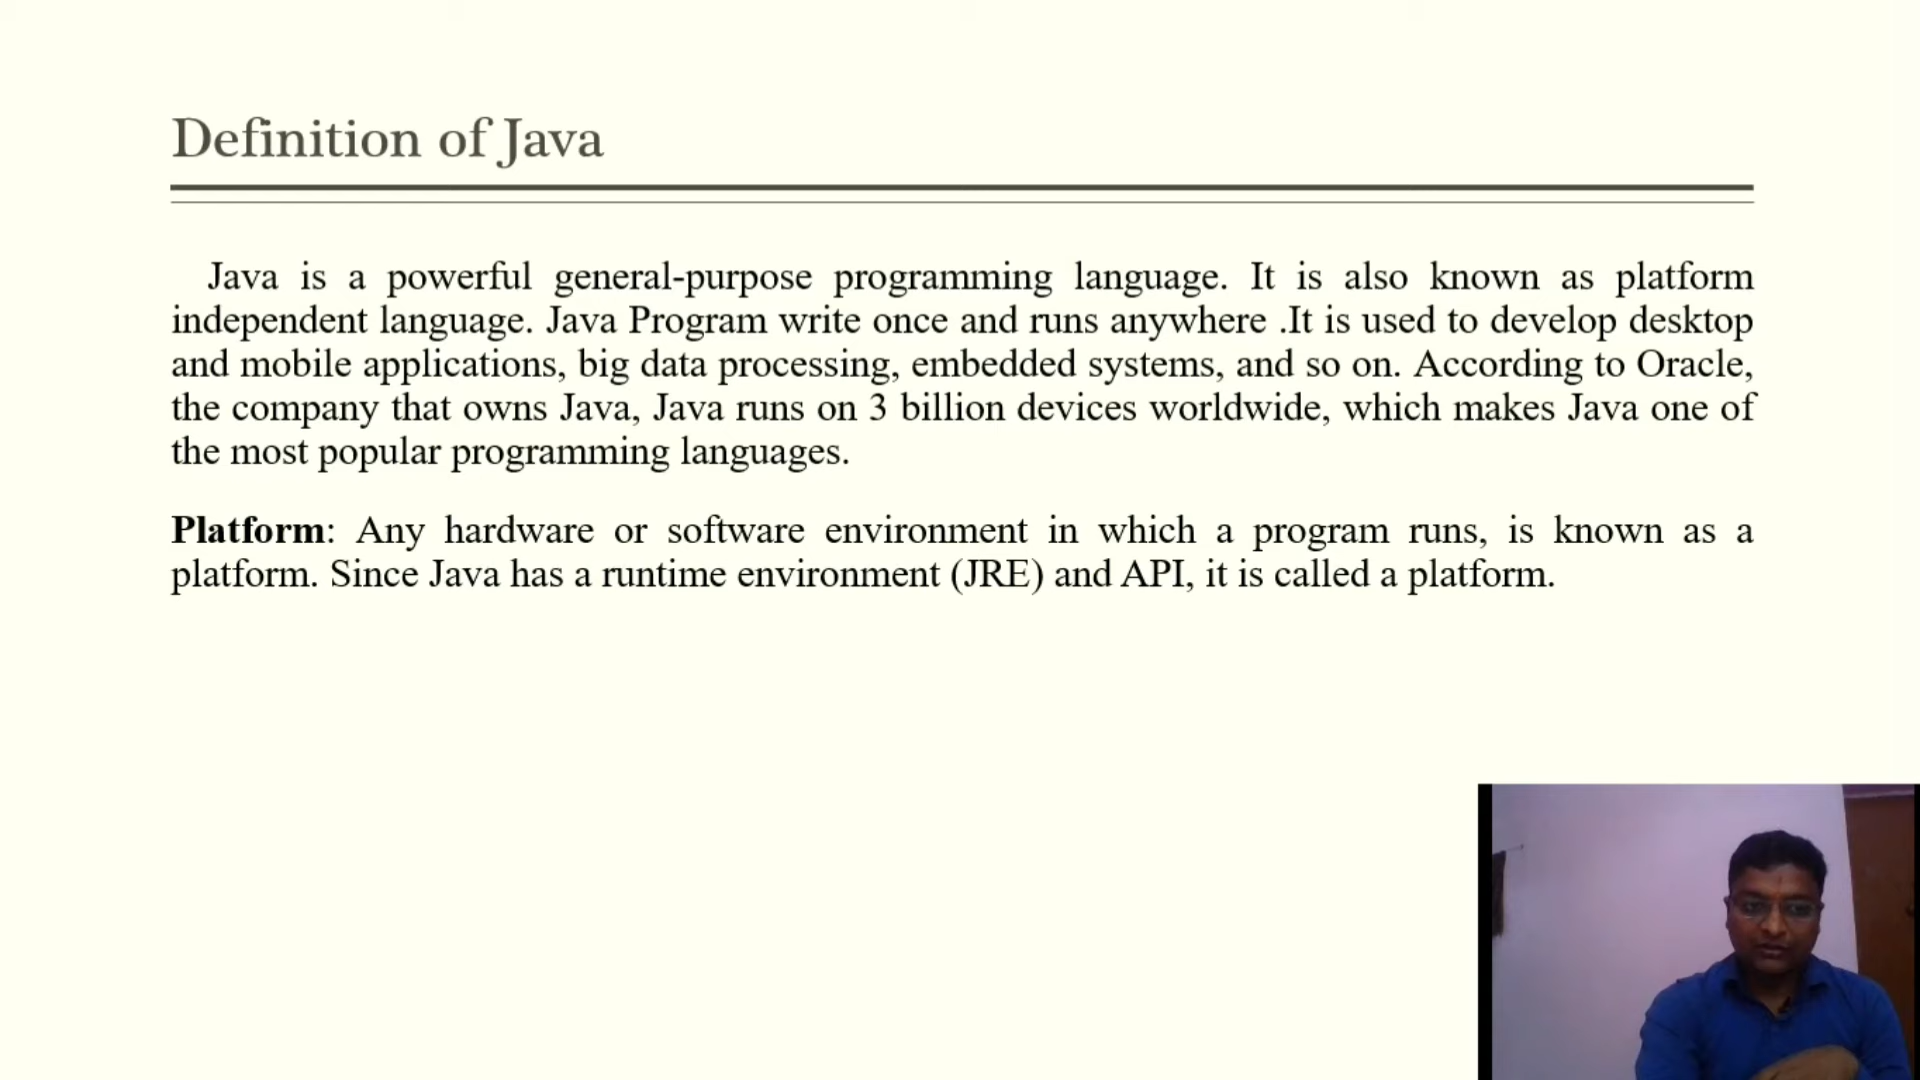 Definition of Java
Java is a powerful general-purpose programming language. It is also known as platform
independent language. Java Program write once and runs anywhere .It is used to develop desktop
and mobile applications, big data processing, embedded systems, and so on. According to Oracle,
the company that owns Java, Java runs on 3 billion devices worldwide, which makes Java one of
the most popular programming languages.
Platform: Any hardware or software environment in which a program runs, is known as a
platform. Since Java has a runtime environment (JRE) and API, it is called a platform.